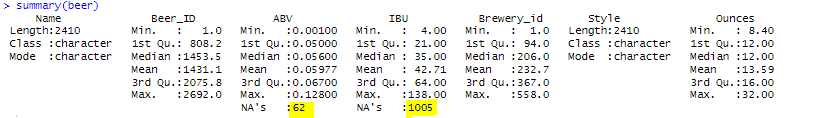 > summary(beer)
Name Beer_ID ABV IBU Brewery_id Style Ounces
Length:2410 Min. : 1.0 Min. :0.00100 Min. : 4.00 Min. : 1.0 Length:2410 Min. : 8.40
Class :character 1st Qu.: 808.2 1st Qu.:0.05000 1st Qu.: 21.00 1st Qu.: 94.0 Class :character 1st Qu.:12.00
Mode :character Median :1453.5 Median :0.05600 Median : 35.00 Median :206.0 Mode :character Median :12.00
Mean :1431.1 Mean :0.05977 Mean : 42.71 Mean :232.7 Mean :13.59
3rd Qu.:2075.8 3rd Qu.:0.06700 3rd Qu.: 64.00 3rd Qu.:367.0 3rd Qu.:16.00
Max. :2692.0 Max. :0.12800 Max. :138.00 Max. :558.0 Max. :32.00
NA's :62 NA's :1005